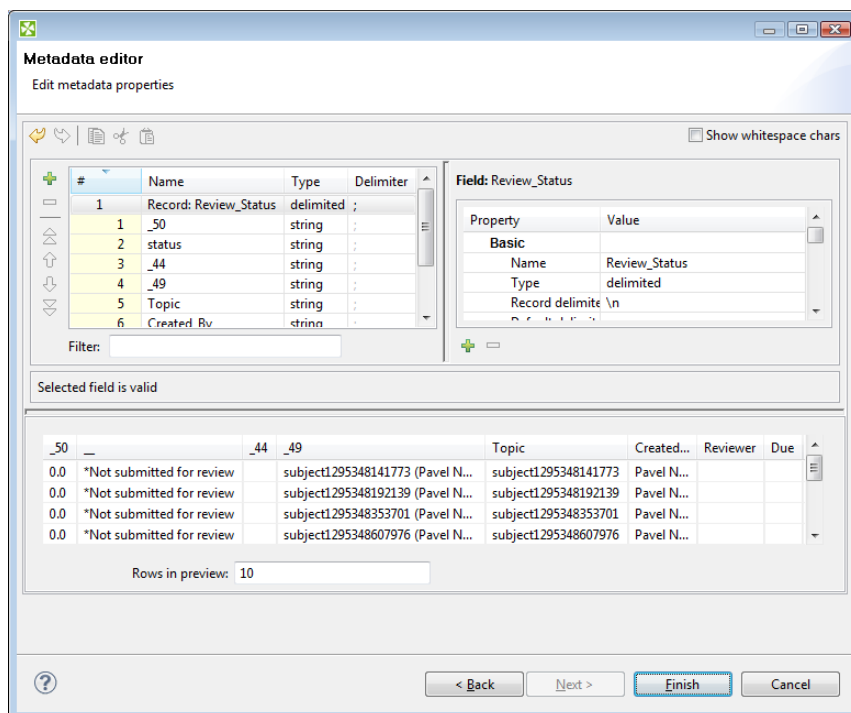 Metadata editor
Edit metadata properties
Show whitespace chars
# Name Type Delimiter
1 Record: Review_Status delimited ;
1 _50 string ;
2 status string ;
3 _44 string ;
4 _49 string ;
5 Topic string ;
6 Created_By string
Filter:
Field: Review_Status
Property Value
Basic
Name Review_Status
Type delimited
Record delimite \n
Selected field is valid
_50 __ _44 _49 Topic Created... Reviewer Due
0.0 *Not submitted for review subject1295348141773 (Pavel N... subject1295348141773 Pavel N...
0.0 *Not submitted for review subject1295348192139 (Pavel N... subject1295348192139 Pavel N...
0.0 *Not submitted for review subject1295348353701 (Pavel N... subject1295348353701 Pavel N...
0.0 *Not submitted for review subject1295348607976 (Pavel N... subject1295348607976 Pavel N...
Rows in preview: 10
? < Back Next > Finish Cancel